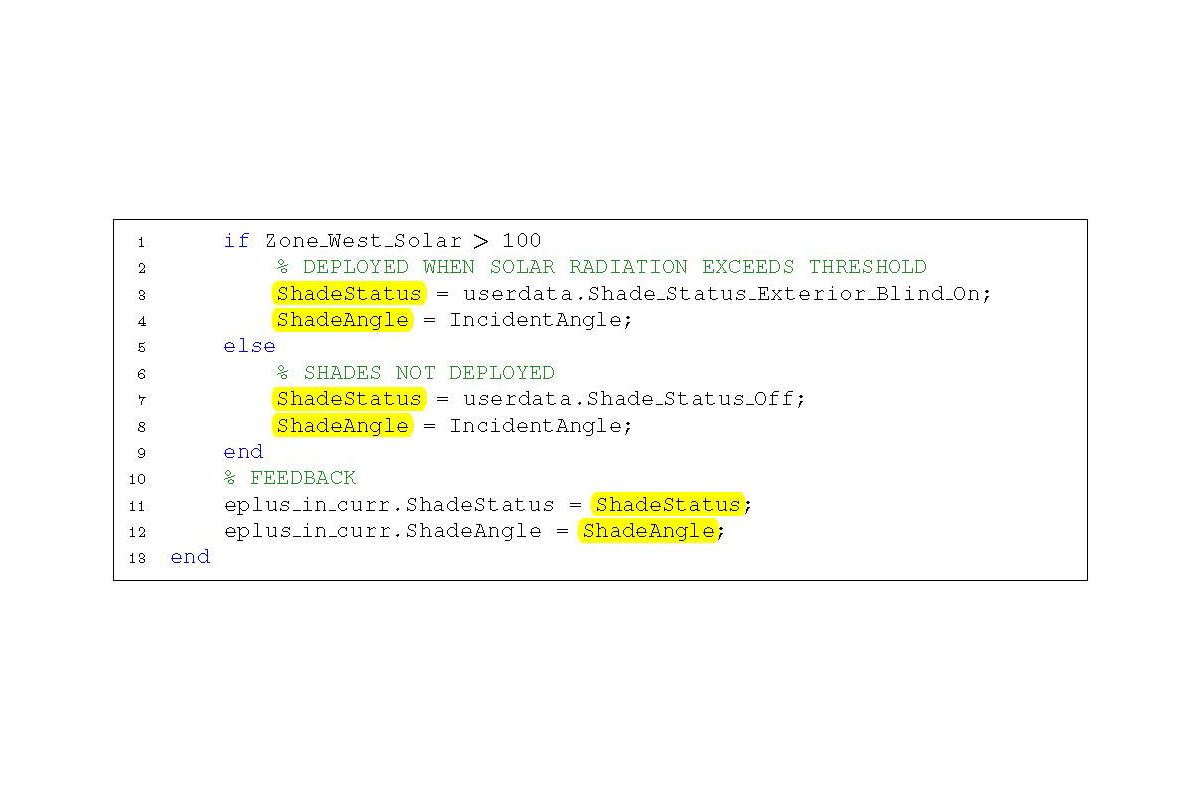 1 if Zone_West_Solar > 100
2 % DEPLOYED WHEN SOLAR RADIATION EXCEEDS THRESHOLD
3 ShadeStatus = userdata.Shade_Status_Exterior_Blind_On;
4 ShadeAngle = IncidentAngle;
5 else
6 % SHADES NOT DEPLOYED
7 ShadeStatus = userdata.Shade_Status_Off;
8 ShadeAngle = IncidentAngle;
9 end
10 % FEEDBACK
11 eplus_in_curr.ShadeStatus = ShadeStatus;
12 eplus_in_curr.ShadeAngle = ShadeAngle;
13 end